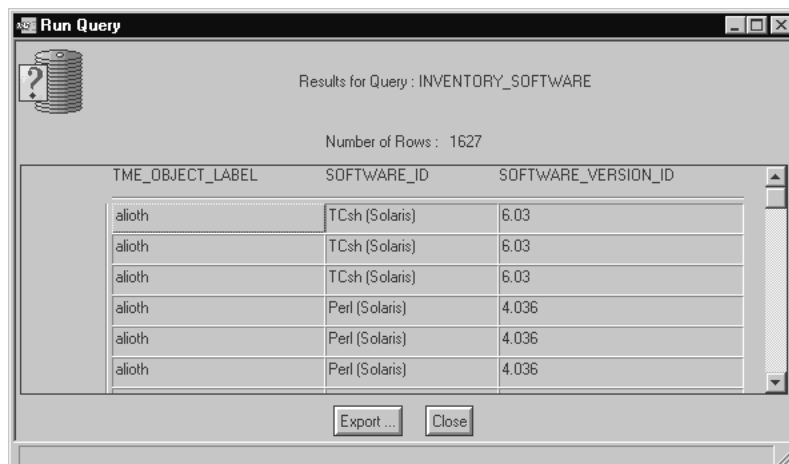 Run Query
?
Results for Query : INVENTORY_SOFTWARE
Number of Rows : 1627
TME_OBJECT_LABEL SOFTWARE_ID SOFTWARE_VERSION_ID
alioth TCsh (Solaris) 6.03
alioth TCsh (Solaris) 6.03
alioth TCsh (Solaris) 6.03
alioth Perl (Solaris) 4.036
alioth Perl (Solaris) 4.036
alioth Perl (Solaris) 4.036
Export ... Close